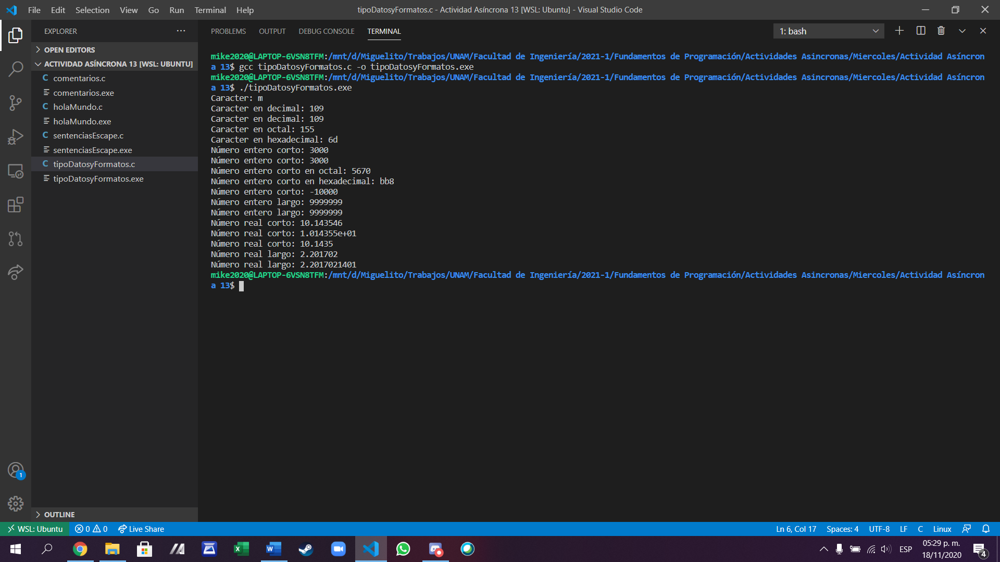 File Edit Selection View Go Run Terminal Help
tipoDatosyFormatos.c - Actividad Asíncrona 13 [WSL: Ubuntu] - Visual Studio Code
EXPLORER
OPEN EDITORS
ACTIVIDAD ASÍNCRONA 13 [WSL: UBUNTU]
C comentarios.c
comentarios.exe
C holaMundo.c
holaMundo.exe
C sentenciasEscape.c
sentenciasEscape.exe
C tipoDatosyFormatos.c
tipoDatosyFormatos.exe
OUTLINE
PROBLEMS OUTPUT DEBUG CONSOLE TERMINAL
1: bash
mike2020@LAPTOP-6VSN8TFM:/mnt/d/Miguelito/Trabajos/UNAM/Facultad de Ingeniería/2021-1/Fundamentos de Programación/Actividades Asincronas/Miercoles/Actividad Asíncron
a 13$ gcc tipoDatosyFormatos.c -o tipoDatosyFormatos.exe
mike2020@LAPTOP-6VSN8TFM:/mnt/d/Miguelito/Trabajos/UNAM/Facultad de Ingeniería/2021-1/Fundamentos de Programación/Actividades Asincronas/Miercoles/Actividad Asíncron
a 13$ ./tipoDatosyFormatos.exe
Caracter: m
Caracter en decimal: 109
Caracter en decimal: 109
Caracter en octal: 155
Caracter en hexadecimal: 6d
Número entero corto: 3000
Número entero corto: 3000
Número entero corto en octal: 5670
Número entero corto en hexadecimal: bb8
Número entero corto: -10000
Número entero largo: 9999999
Número entero largo: 9999999
Número real corto: 10.143546
Número real corto: 1.014355e+01
Número real corto: 10.1435
Número real largo: 2.201702
Número real largo: 2.2017021401
mike2020@LAPTOP-6VSN8TFM:/mnt/d/Miguelito/Trabajos/UNAM/Facultad de Ingeniería/2021-1/Fundamentos de Programación/Actividades Asincronas/Miercoles/Actividad Asíncron
a 13$
1
WSL: Ubuntu 0 0 Live Share
Ln 6, Col 17 Spaces: 4 UTF-8 LF C Linux
ESP
05:29 p. m.
18/11/2020
4